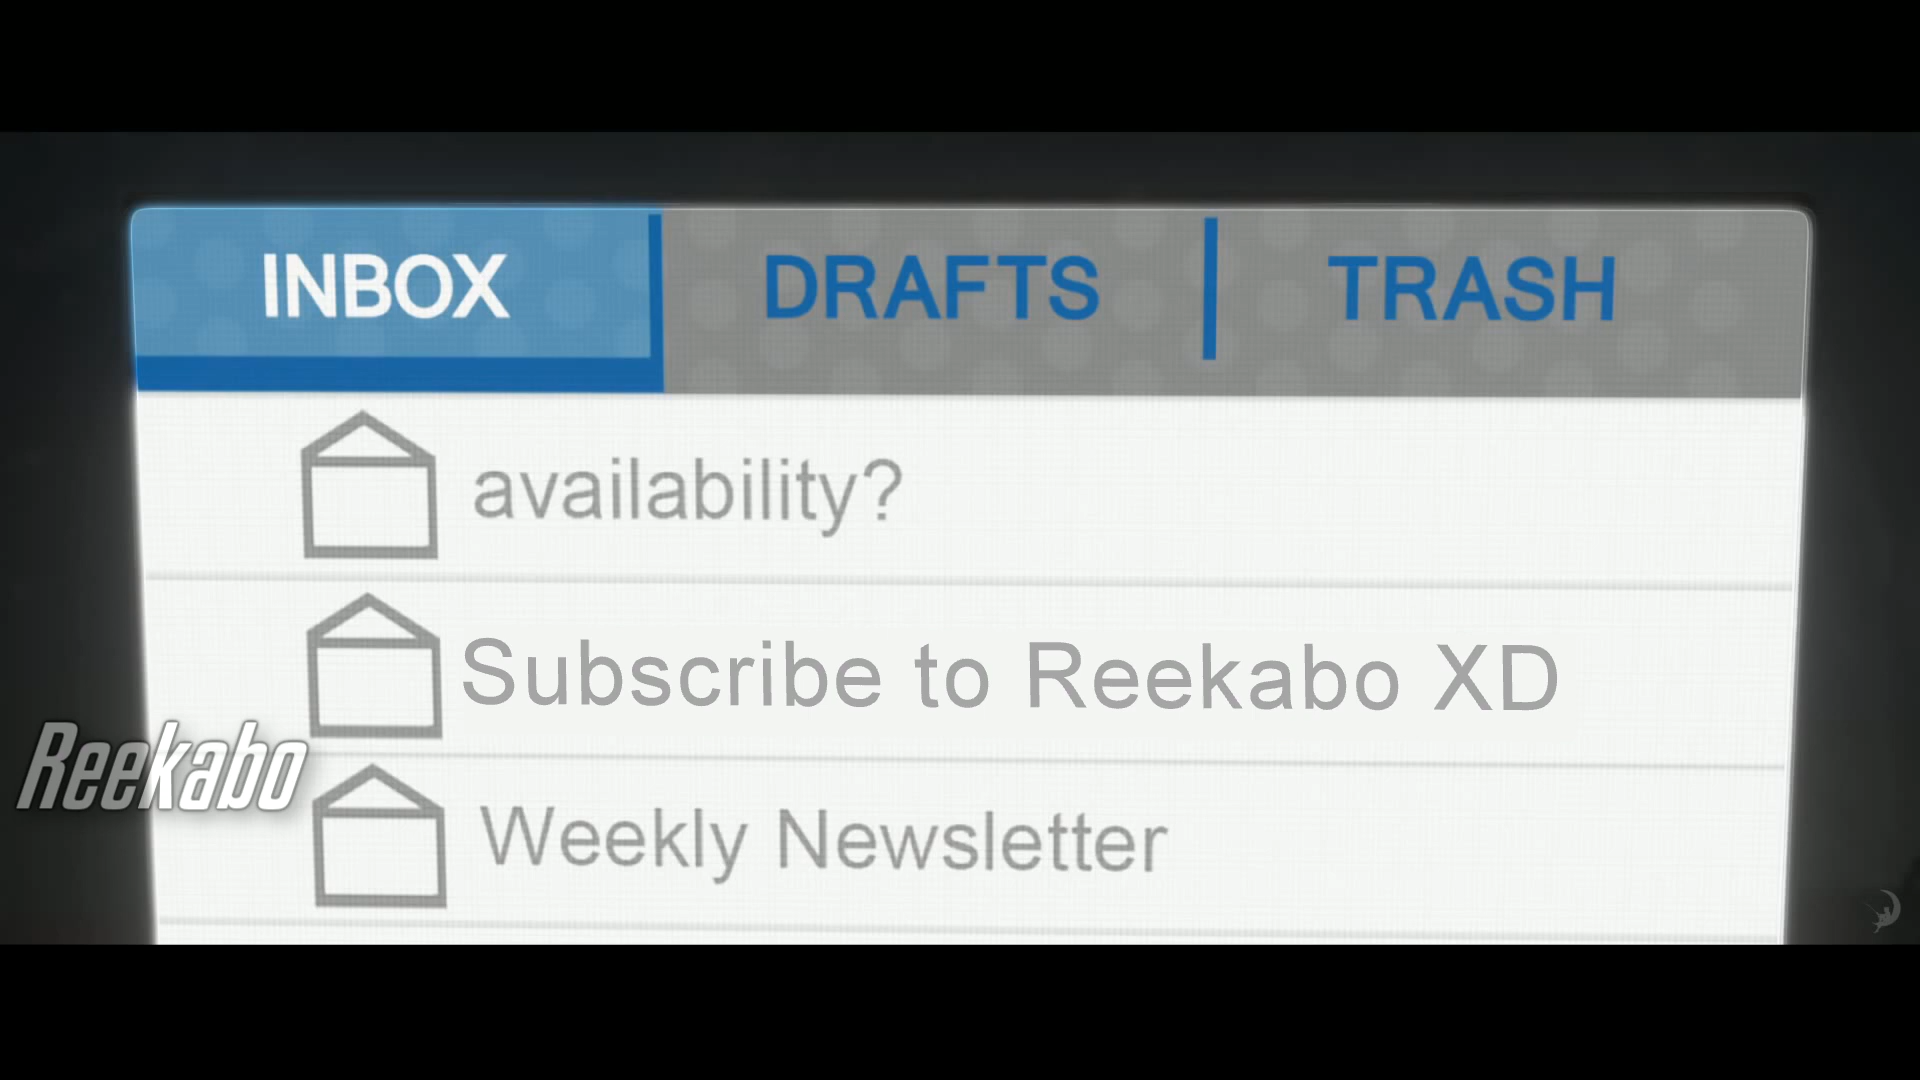 INBOX DRAFTS TRASH
availability?
Subscribe to Reekabo XD
Reekabo
Weekly Newsletter